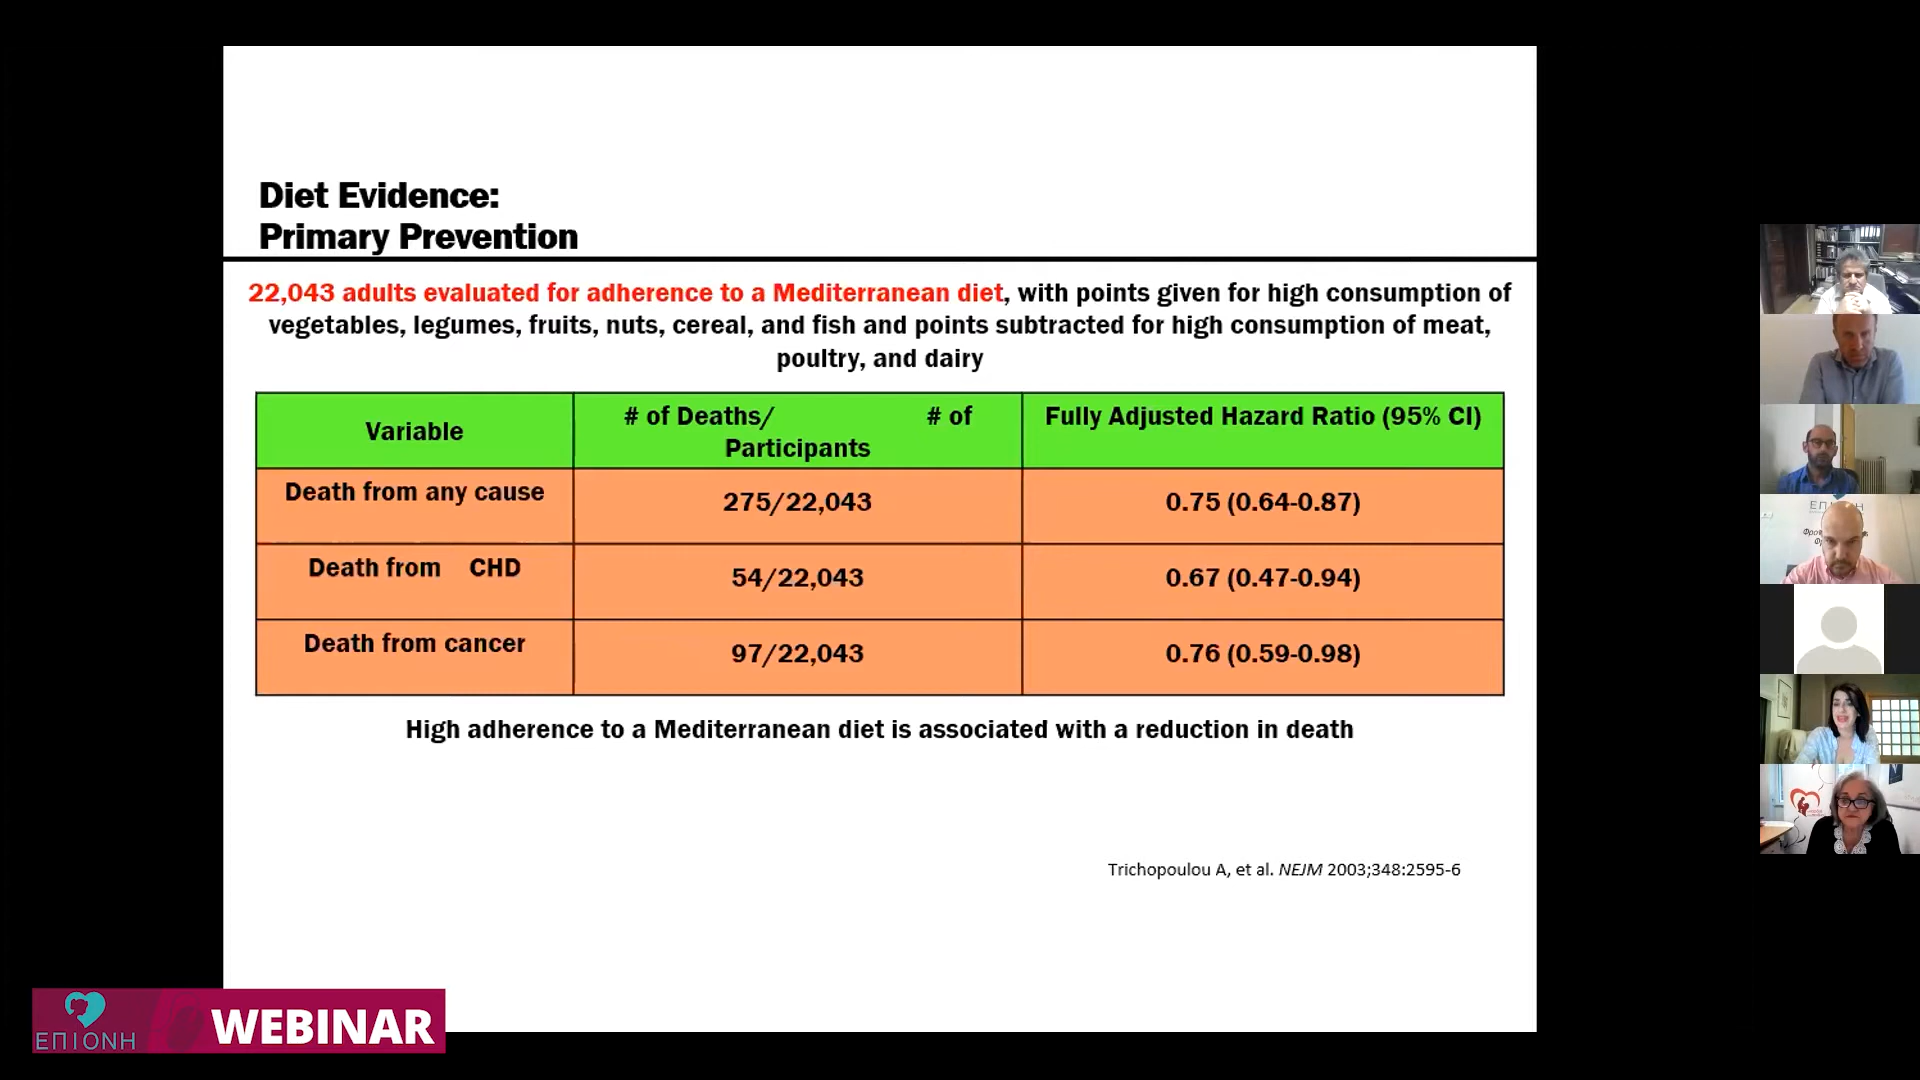 Diet Evidence:
Primary Prevention
22,043 adults evaluated for adherence to a Mediterranean diet, with points given for high consumption of
vegetables, legumes, fruits, nuts, cereal, and fish and points subtracted for high consumption of meat,
poultry, and dairy
Variable
# of Deaths/ # of
Participants
Fully Adjusted Hazard Ratio (95% CI)
Death from any cause
275/22,043
0.75 (0.64-0.87)
Death from CHD
54/22,043
0.67 (0.47-0.94)
Death from cancer
97/22,043
0.76 (0.59-0.98)
High adherence to a Mediterranean diet is associated with a reduction in death
Trichopoulou A, et al. NEJM 2003;348:2595-6
ΕΠΙΟΝΗ
WEBINAR